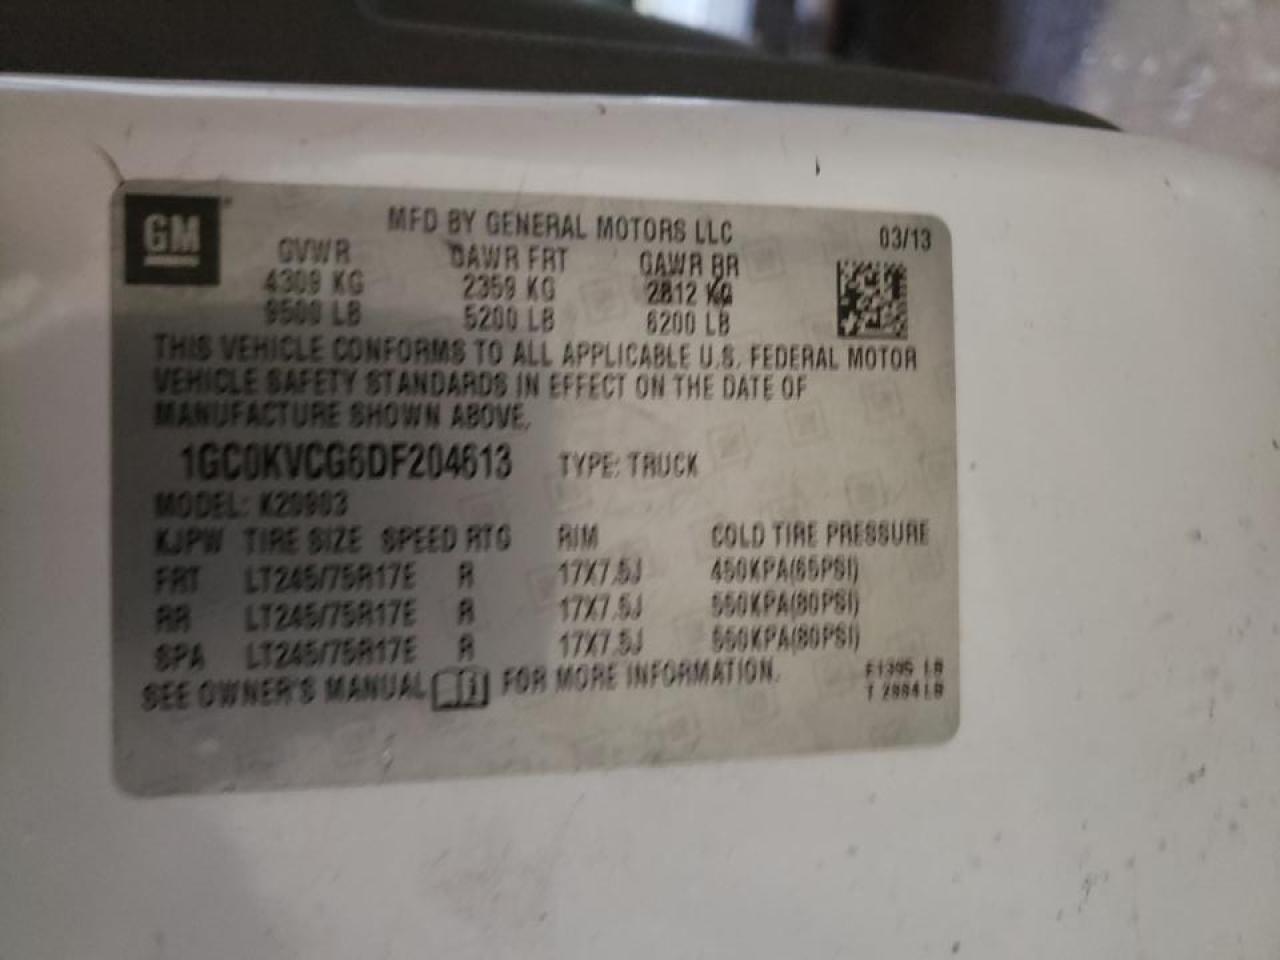 GM
MFD BY GENERAL MOTORS LLC 03/13
GVWR GAWR FRT GAWR RR
4309 KG 2359 KG 2812 KG
9500 LB 5200 LB 6200 LB
THIS VEHICLE CONFORMS TO ALL APPLICABLE U.S. FEDERAL MOTOR
VEHICLE SAFETY STANDARDS IN EFFECT ON THE DATE OF
MANUFACTURE SHOWN ABOVE.
1GC0KVCG6DF204613 TYPE: TRUCK
MODEL: K20903
KJPW TIRE SIZE SPEED RTG RIM COLD TIRE PRESSURE
FRT LT245/75R17E R 17X7.5J 450KPA(65PSI)
RR LT245/75R17E R 17X7.5J 550KPA(80PSI)
SPA LT245/75R17E R 17X7.5J 550KPA(80PSI)
SEE OWNER'S MANUAL FOR MORE INFORMATION.
LB
LB